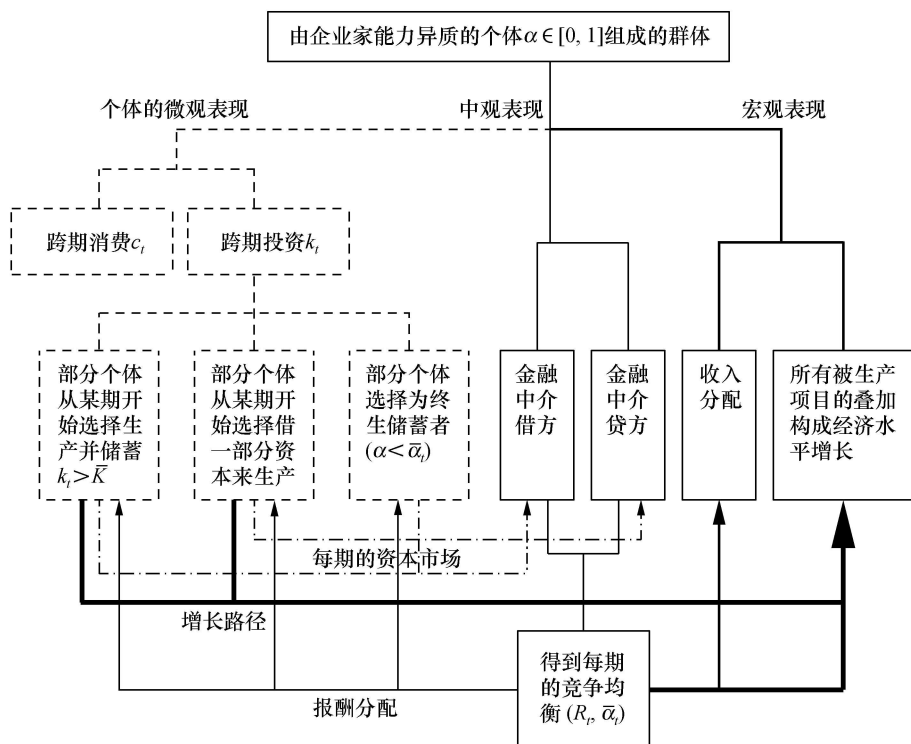 由企业家能力异质的个体α∈[0, 1]组成的群体
个体的微观表现
中观表现
宏观表现
跨期消费cₜ
跨期投资kₜ
部分个体
从某期开
始选择生
产并储蓄
kₜ>K̅
部分个体
从某期开
始选择借
一部分资
本来生产
部分个体
选择为终
生储蓄者
(α<α̅ₜ)
金融
中介
借方
金融
中介
贷方
收入
分配
所有被生产
项目的叠加
构成经济水
平增长
每期的资本市场
增长路径
得到每期
的竞争均
衡(Rₜ, α̅ₜ)
报酬分配